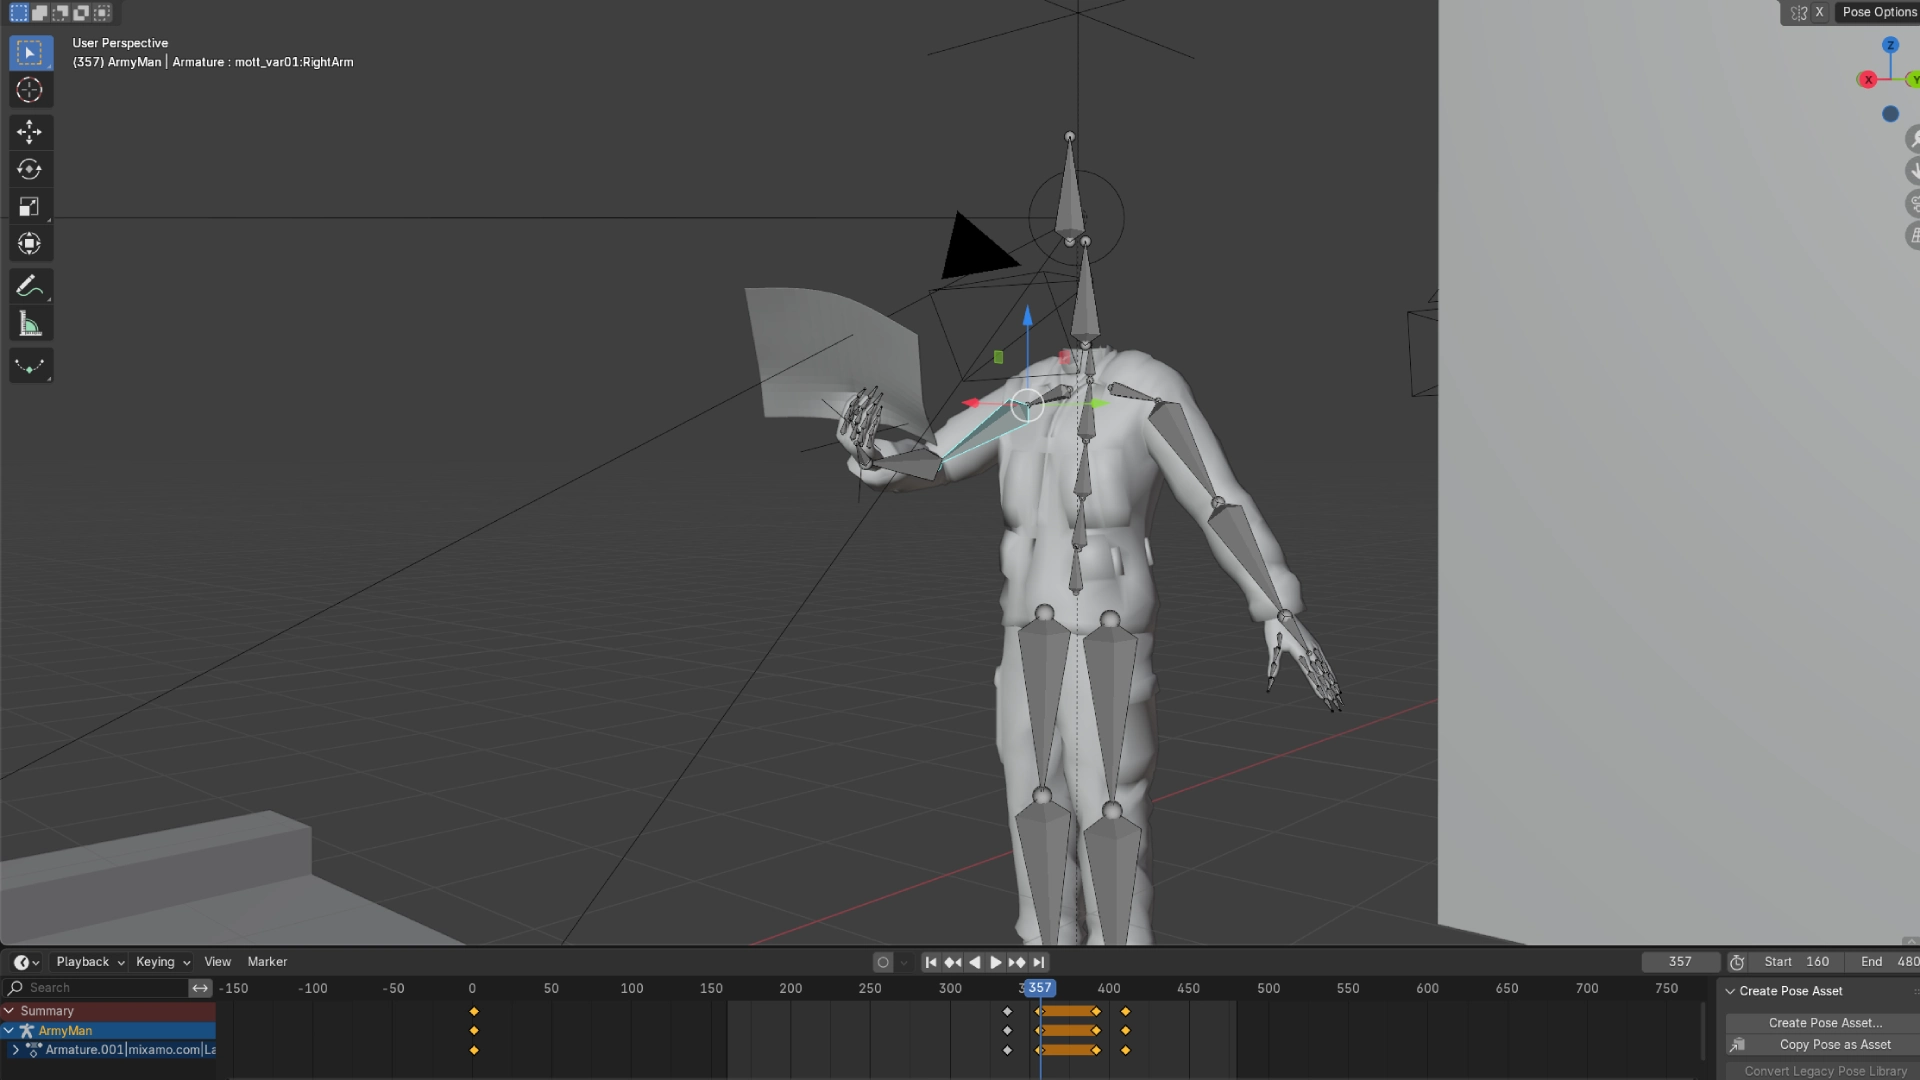 X Pose Options
User Perspective
(357) ArmyMan | Armature : mott_var01:RightArm
Z
X
Y
Playback Keying View Marker
357 Start 160 End 480
Search
-150 -100 -50 0 50 100 150 200 250 300 357 400 450 500 550 600 650 700 750
Summary
ArmyMan
Armature.001|mixamo.com|La
Create Pose Asset
Create Pose Asset...
Copy Pose as Asset
Convert Legacy Pose Library